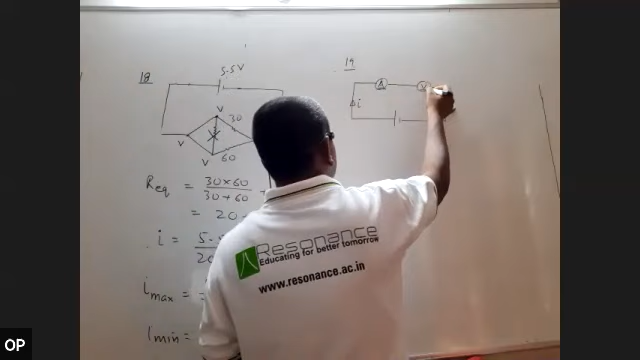 18
5.5V
V
30
V
V
60
Req = 30×60
30+60
= 20
i = 5.5
20
imax =
Imin =
19
A
V
i
Resonance
Educating for better tomorrow
www.resonance.ac.in
OP